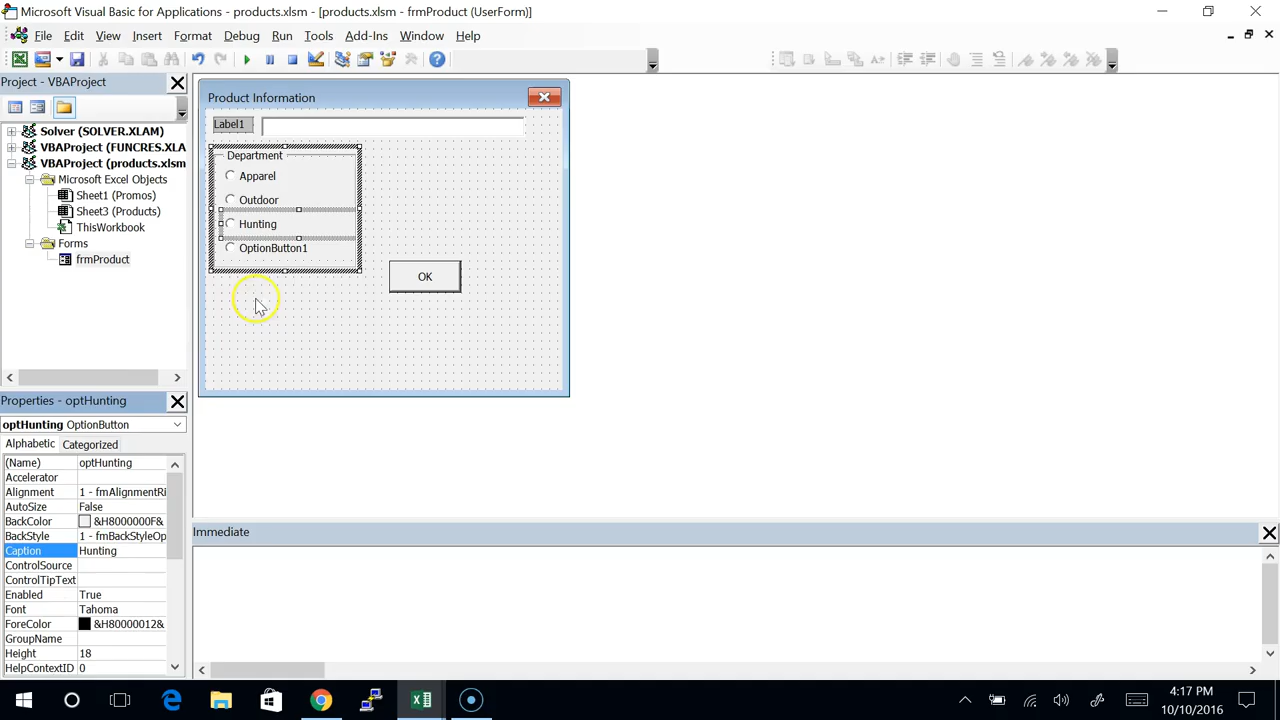 Microsoft Visual Basic for Applications - products.xlsm - [products.xlsm - frmProduct (UserForm)]
File Edit View Insert Format Debug Run Tools Add-Ins Window Help
Project - VBAProject
Solver (SOLVER.XLAM)
VBAProject (FUNCRES.XLA
VBAProject (products.xlsm
Microsoft Excel Objects
Sheet1 (Promos)
Sheet3 (Products)
ThisWorkbook
Forms
frmProduct
Product Information
Label1
Department
Apparel
Outdoor
Hunting
OptionButton1
OK
Properties - optHunting
optHunting OptionButton
Alphabetic Categorized
(Name) optHunting
Accelerator
Alignment 1 - fmAlignmentRi
AutoSize False
BackColor &H8000000F&
BackStyle 1 - fmBackStyleOp
Caption Hunting
ControlSource
ControlTipText
Enabled True
Font Tahoma
ForeColor &H80000012&
GroupName
Height 18
HelpContextID 0
Immediate
4:17 PM
10/10/2016